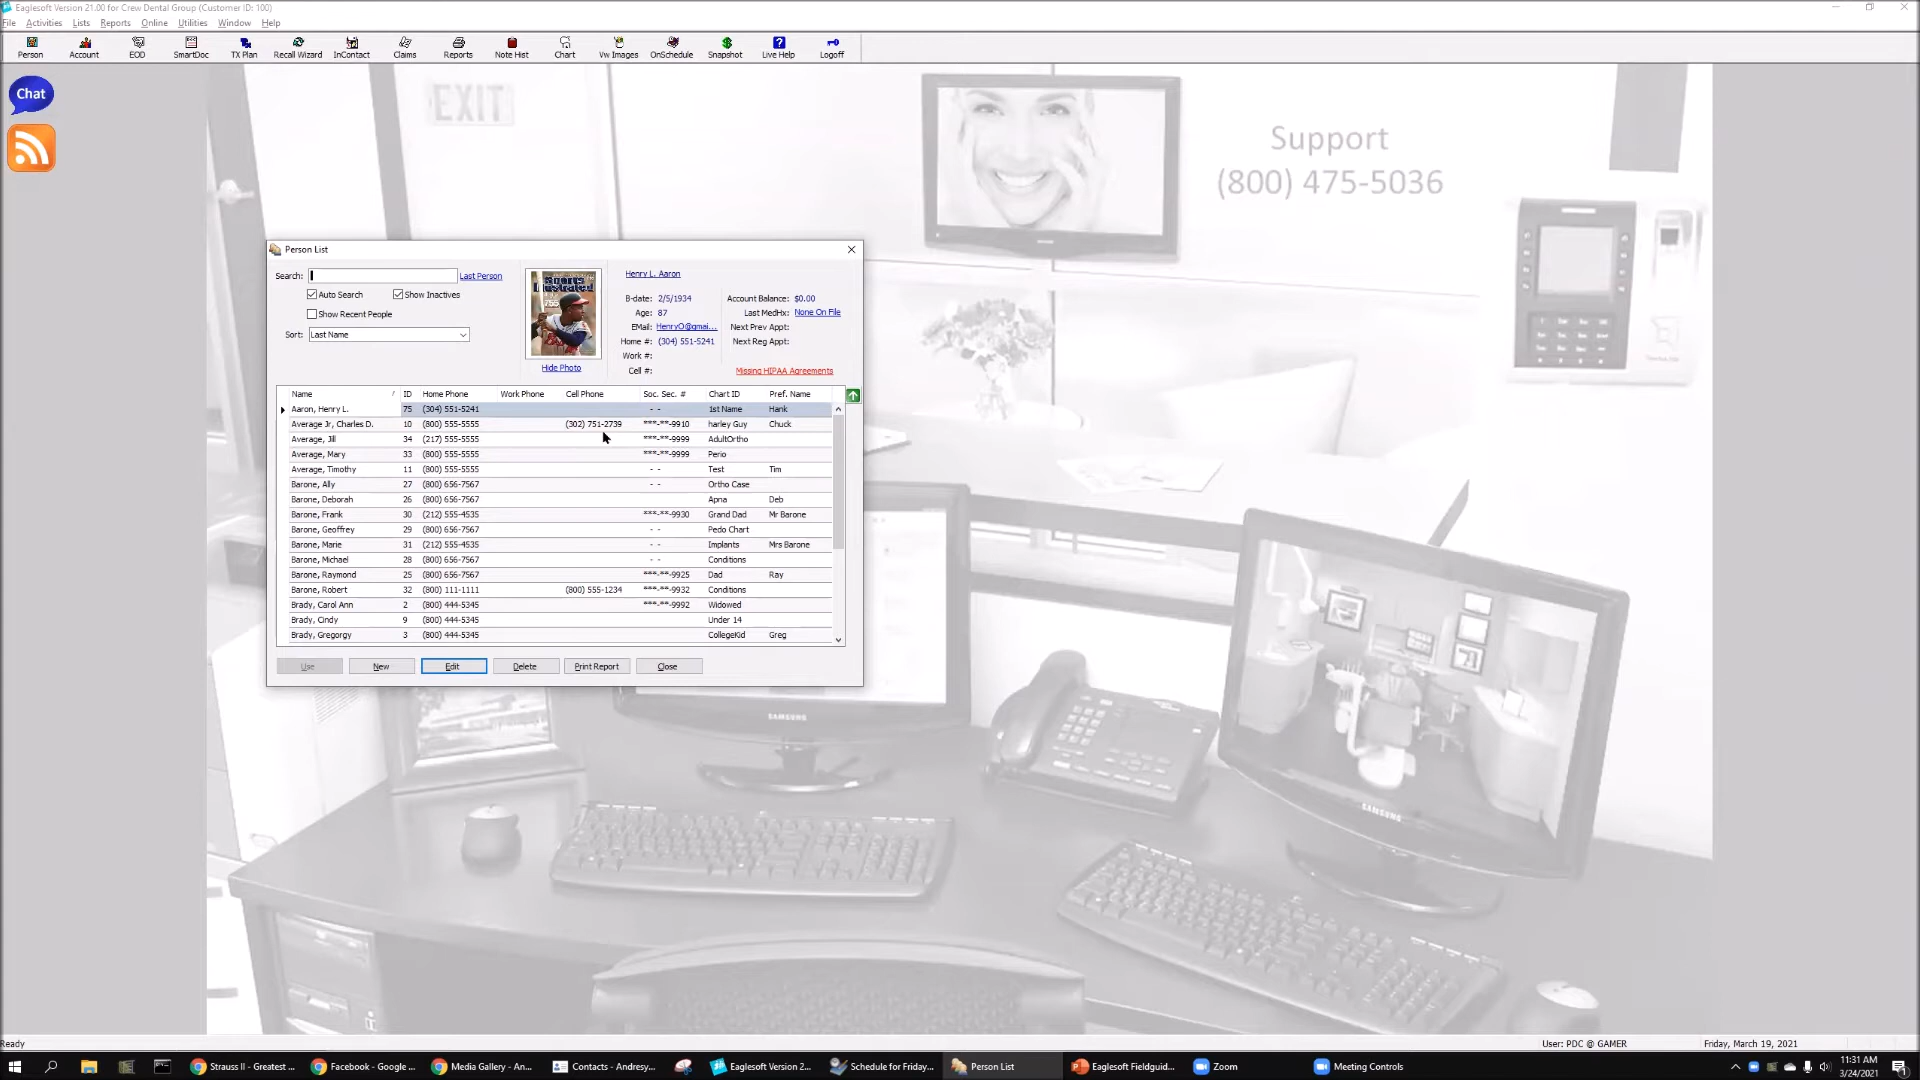 Eaglesoft Version 21.00 for Crew Dental Group (Customer ID: 100)
File Activities Lists Reports Online Utilities Window Help
Person Account EOD SmartDoc TX Plan Recall Wizard InContact Claims Reports Note Hist Chart Vw Images OnSchedule Snapshot Live Help Logoff
Chat
EXIT
Support
(800) 475-5036
Person List
Search: Last Person
Auto Search Show Inactives
Show Recent People
Sort: Last Name
Sports Illustrated
755
Hide Photo
Henry L. Aaron
B-date: 2/5/1934 Account Balance: $0.00
Age: 87 Last MedHx: None On File
EMail: HenryO@gmai... Next Prev Appt:
Home #: (304) 551-5241 Next Reg Appt:
Work #:
Cell #: Missing HIPAA Agreements
Name / ID Home Phone Work Phone Cell Phone Soc. Sec. # Chart ID Pref. Name
Aaron, Henry L. 75 (304) 551-5241 - - 1st Name Hank
Average Jr, Charles D. 10 (800) 555-5555 (302) 751-2739 ***-**-9910 harley Guy Chuck
Average, Jill 34 (217) 555-5555 ***-**-9999 AdultOrtho
Average, Mary 33 (800) 555-5555 ***-**-9999 Perio
Average, Timothy 11 (800) 555-5555 - - Test Tim
Barone, Ally 27 (800) 656-7567 - - Ortho Case
Barone, Deborah 26 (800) 656-7567 Apna Deb
Barone, Frank 30 (212) 555-4535 ***-**-9930 Grand Dad Mr Barone
Barone, Geoffrey 29 (800) 656-7567 - - Pedo Chart
Barone, Marie 31 (212) 555-4535 - - Implants Mrs Barone
Barone, Michael 28 (800) 656-7567 - - Conditions
Barone, Raymond 25 (800) 656-7567 ***-**-9925 Dad Ray
Barone, Robert 32 (800) 111-1111 (800) 555-1234 ***-**-9932 Conditions
Brady, Carol Ann 2 (800) 444-5345 ***-**-9992 Widowed
Brady, Cindy 9 (800) 444-5345 Under 14
Brady, Gregorgy 3 (800) 444-5345 CollegeKid Greg
Use New Edit Delete Print Report Close
SAMSUNG
SAMSUNG
Ready User: PDC @ GAMER Friday, March 19, 2021
Strauss II - Greatest ... Facebook - Google ... Media Gallery - An... Contacts - Andresy... Eaglesoft Version 2... Schedule for Friday... Person List Eaglesoft Fieldguid... Zoom Meeting Controls
11:31 AM
3/24/2021